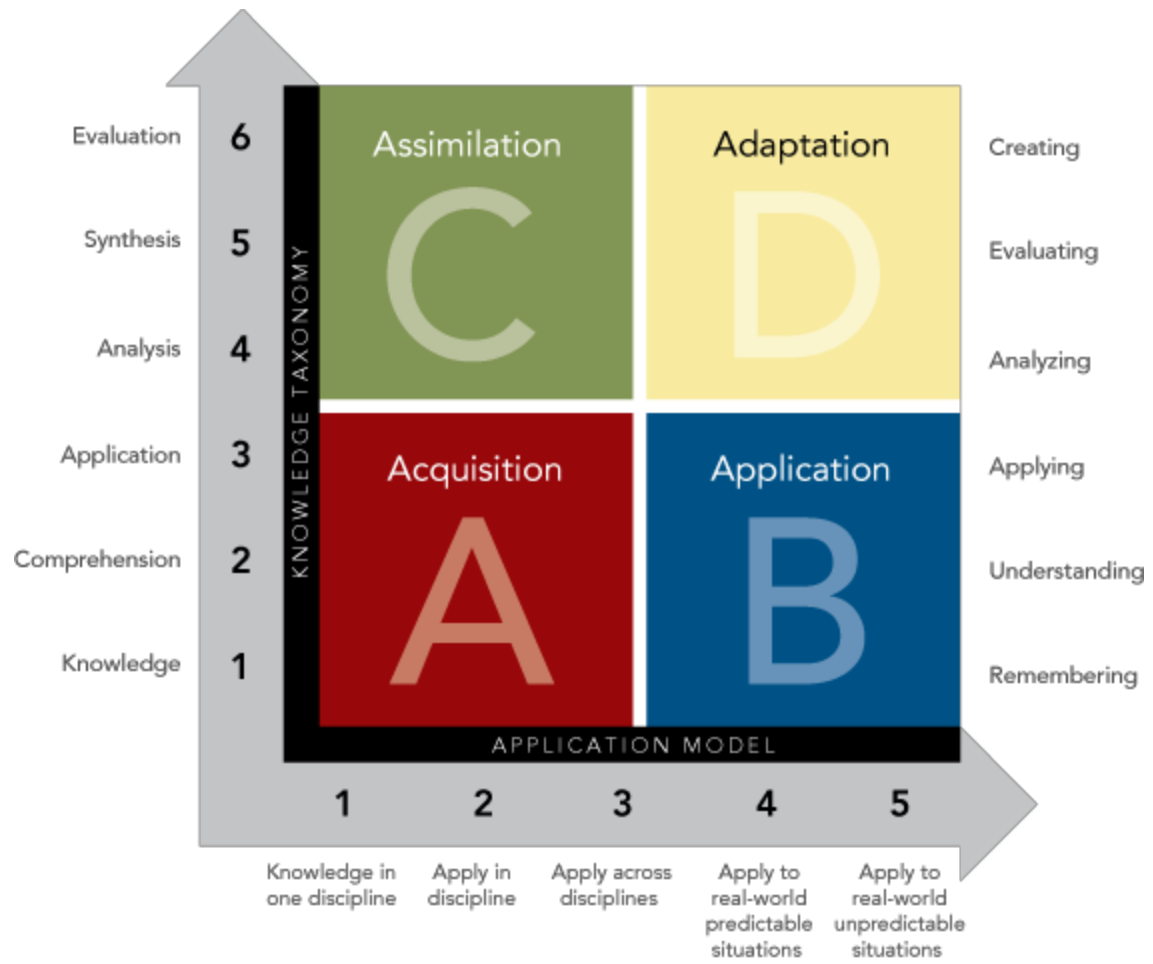 Evaluation
6
Assimilation
Adaptation
Creating
C
D
Synthesis
5
Evaluating
Analysis
4
Analyzing
KNOWLEDGE TAXONOMY
Application
3
Acquisition
Application
Applying
A
B
Comprehension
2
Understanding
Knowledge
1
Remembering
APPLICATION MODEL
1
2
3
4
5
Knowledge in
one discipline
Apply in
discipline
Apply across
disciplines
Apply to
real-world
predictable
situations
Apply to
real-world
unpredictable
situations